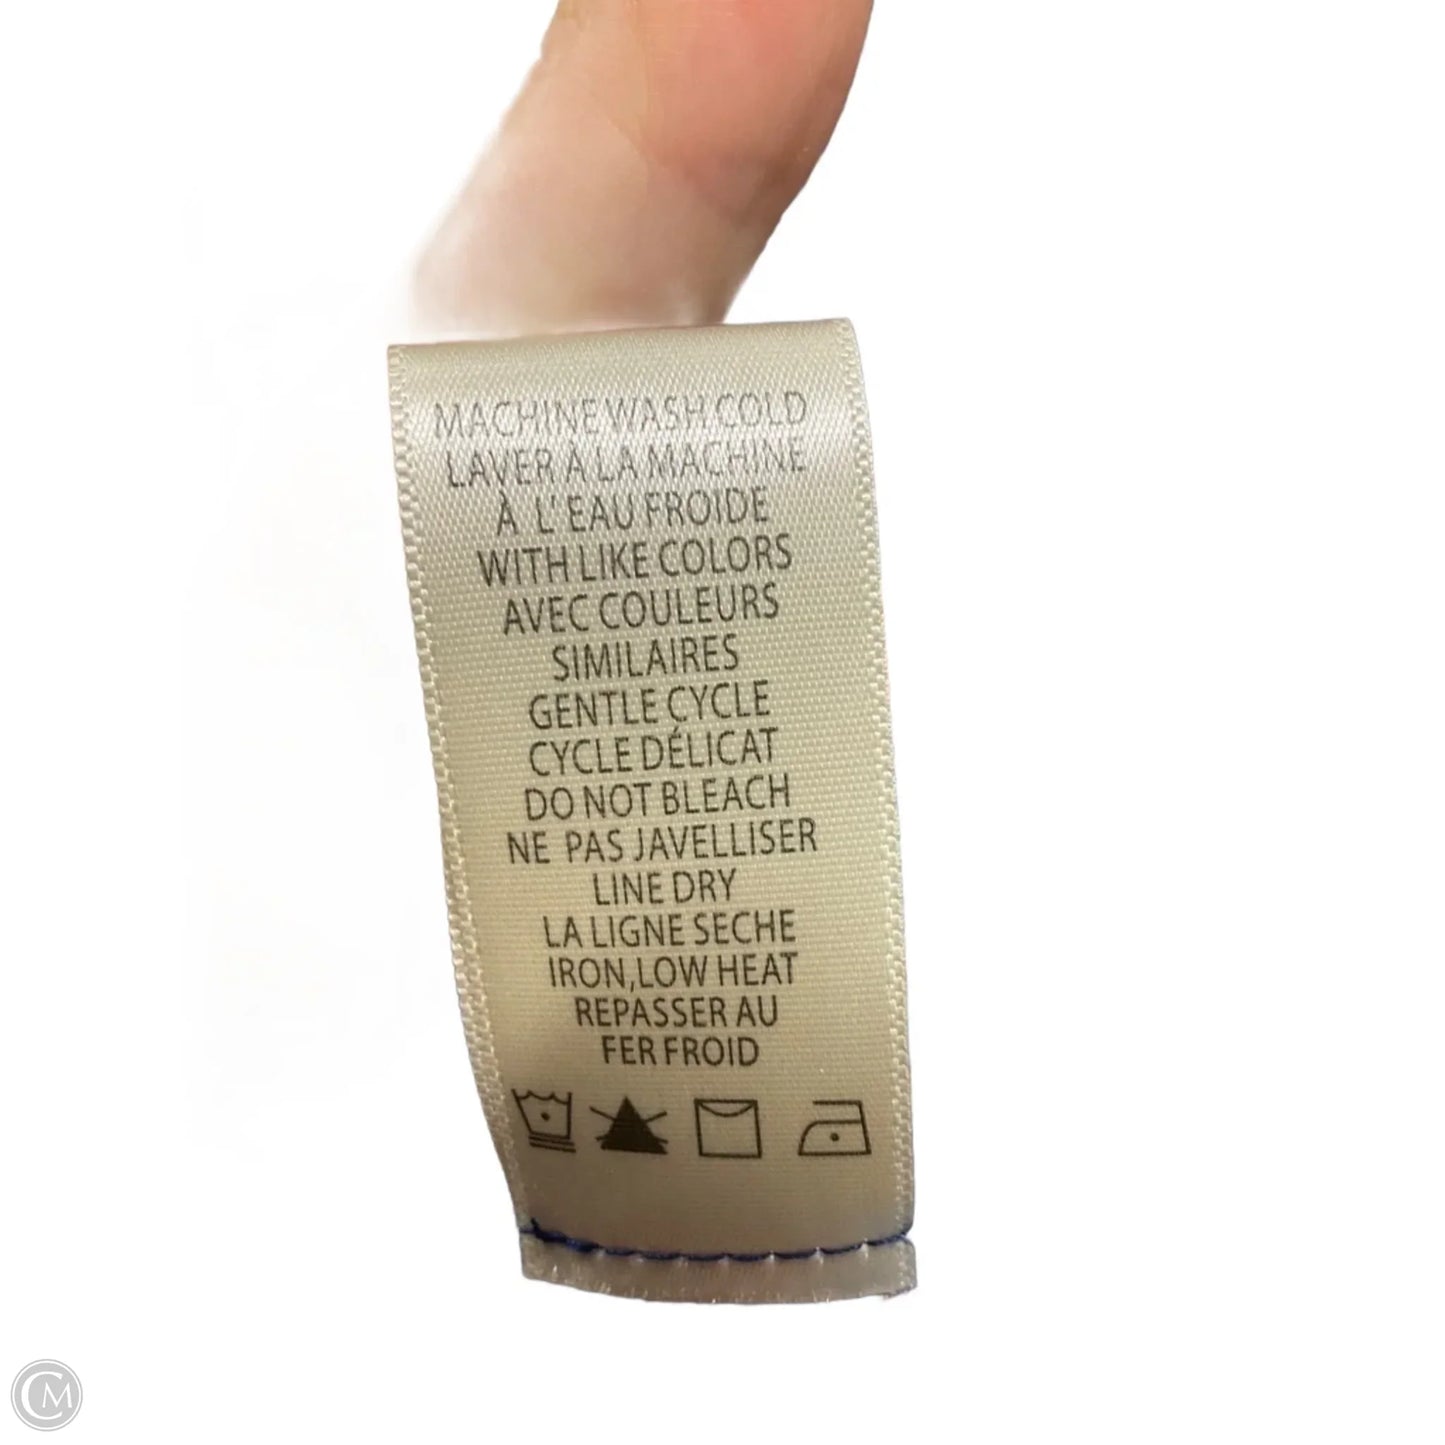 MACHINE WASH COLD
LAVER À LA MACHINE
À L'EAU FROIDE
WITH LIKE COLORS
AVEC COULEURS
SIMILAIRES
GENTLE CYCLE
CYCLE DÉLICAT
DO NOT BLEACH
NE PAS JAVELLISER
LINE DRY
LA LIGNE SECHE
IRON,LOW HEAT
REPASSER AU
FER FROID
CM